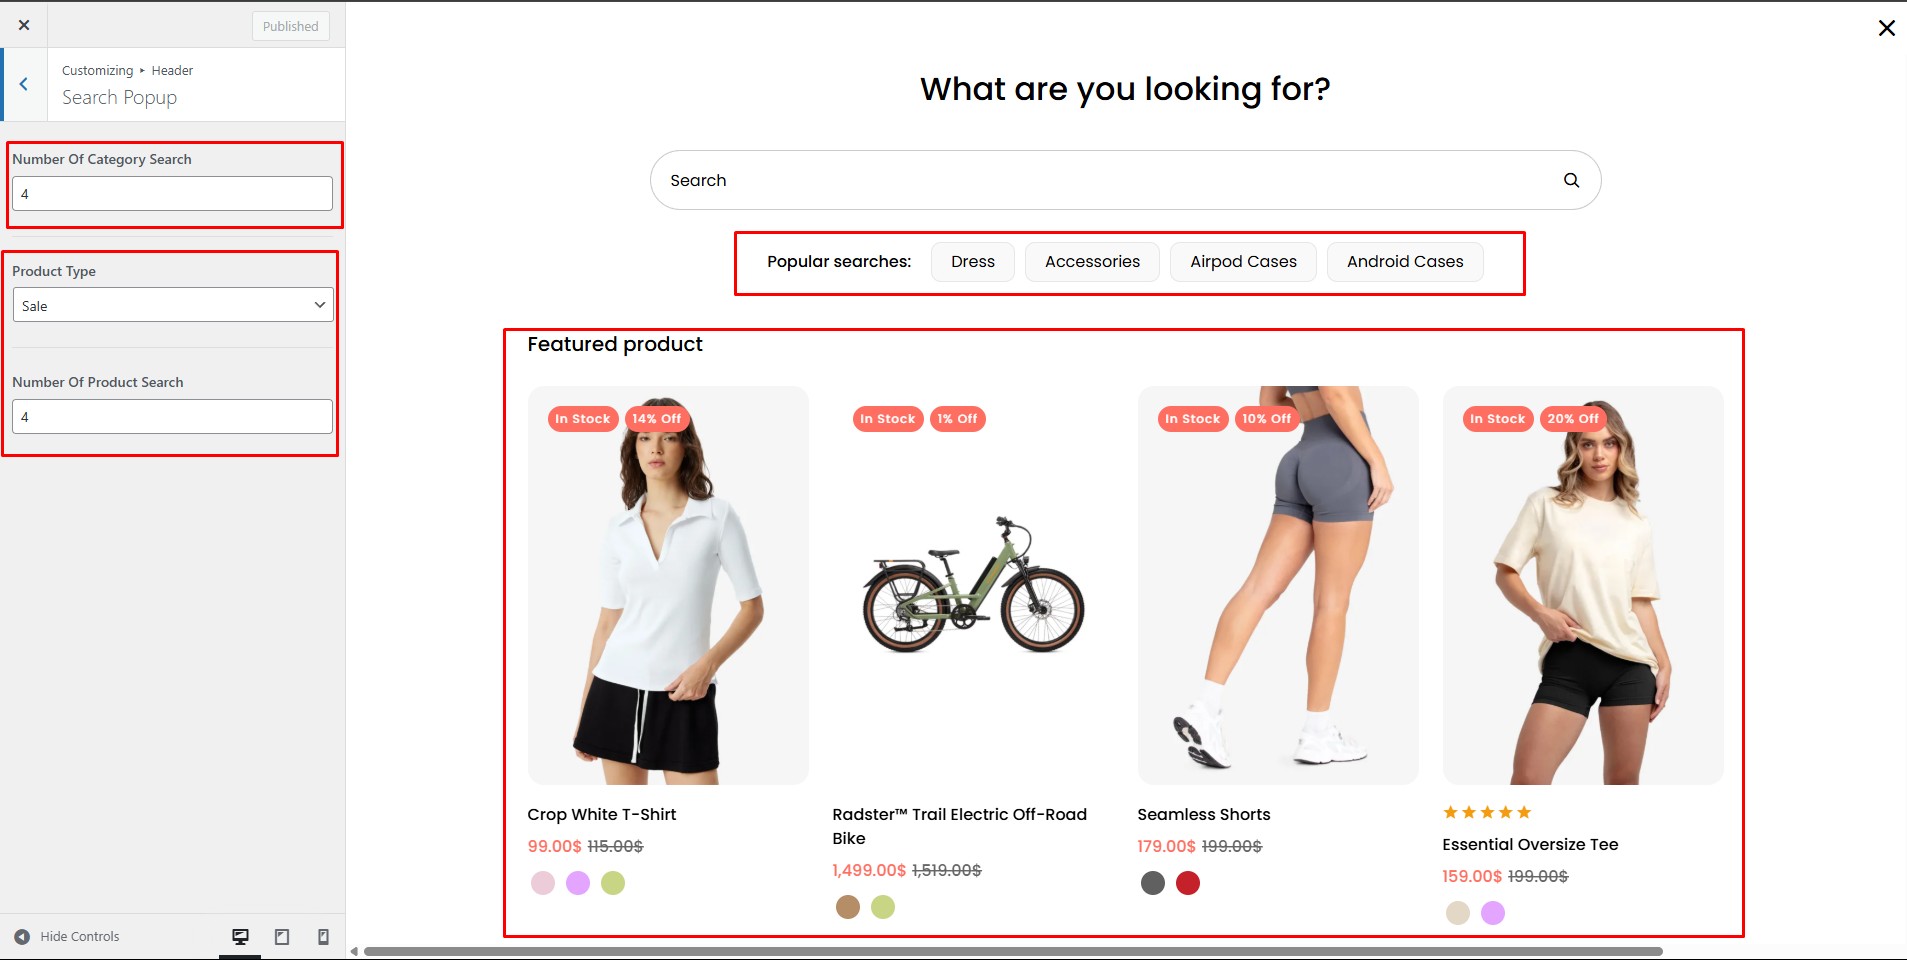 Published
Customizing ▸ Header
Search Popup
Number Of Category Search
4
Product Type
Sale
Number Of Product Search
4
Hide Controls
What are you looking for?
Search
Popular searches: Dress Accessories Airpod Cases Android Cases
Featured product
In Stock 14% Off
Crop White T-Shirt
99.00$ 115.00$
In Stock 1% Off
Radster™ Trail Electric Off-Road
Bike
1,499.00$ 1,519.00$
In Stock 10% Off
Seamless Shorts
179.00$ 199.00$
In Stock 20% Off
Essential Oversize Tee
159.00$ 199.00$